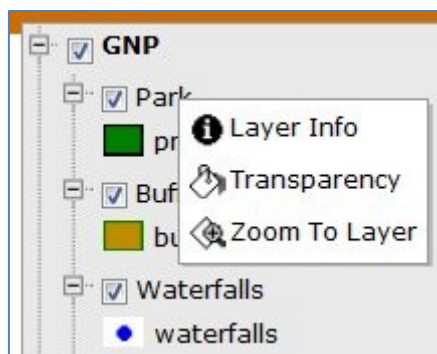 GNP
Park
Layer Info
Transparency
Zoom To Layer
Waterfalls
waterfalls